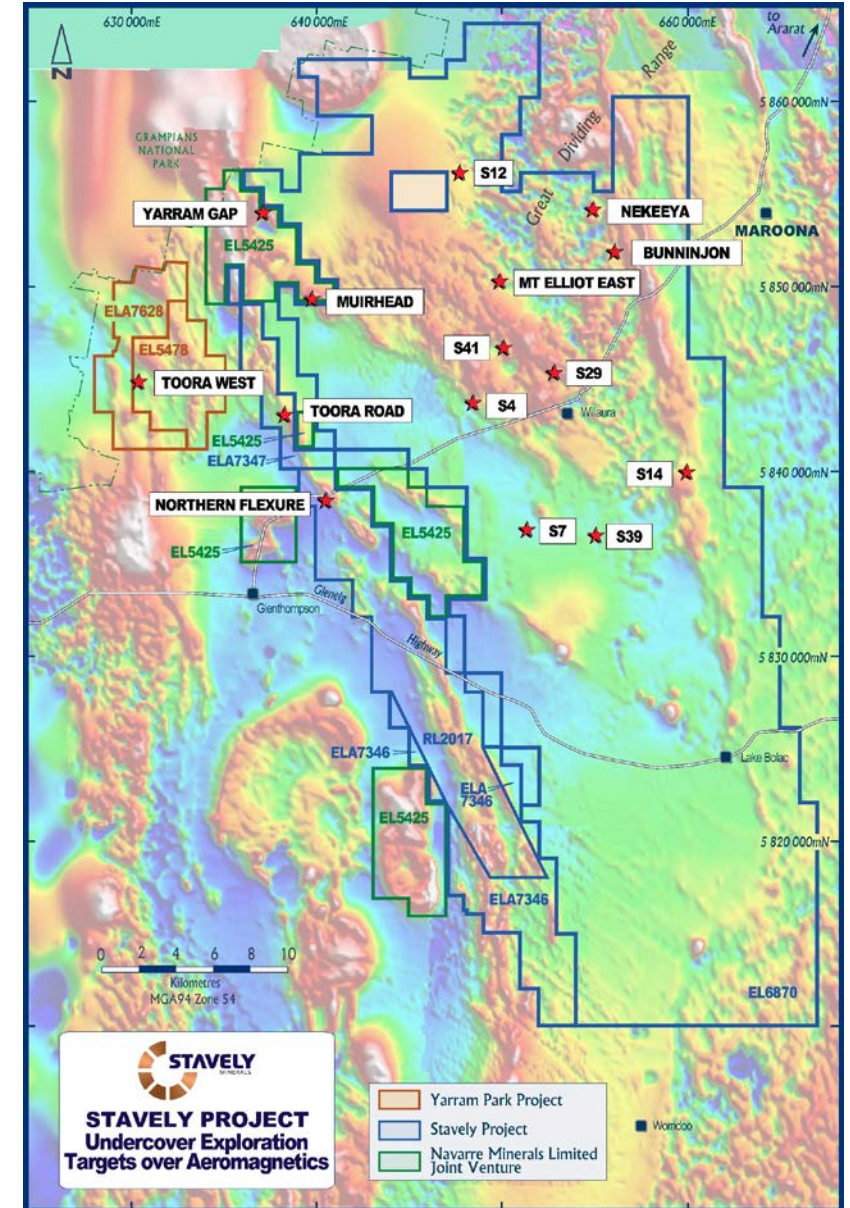 630 000mE
640 000mE
660 000mE
to
Ararat
N
GRAMPIANS
NATIONAL
PARK
Great
Dividing
Range
5 860 000mN
S12
YARRAM GAP
EL5425
NEKEEYA
MAROONA
BUNNINJON
MT ELLIOT EAST
5 850 000mN
MUIRHEAD
ELA7628
EL5478
S41
TOORA WEST
S29
TOORA ROAD
S4
Willaura
EL5425
ELA7347
5 840 000mN
S14
NORTHERN FLEXURE
S7
S39
EL5425
EL5425
Glenthompson
Glenelg
Highway
5 830 000mN
ELA7346
RL2017
Lake Bolac
ELA
7346
EL5425
5 820 000mN
ELA7346
0 2 4 6 8 10
Kilometres
MGA94 Zone 54
EL6870
STAVELY
MINERALS
STAVELY PROJECT
Undercover Exploration
Targets over Aeromagnetics
Yarram Park Project
Stavely Project
Navarre Minerals Limited
Joint Venture